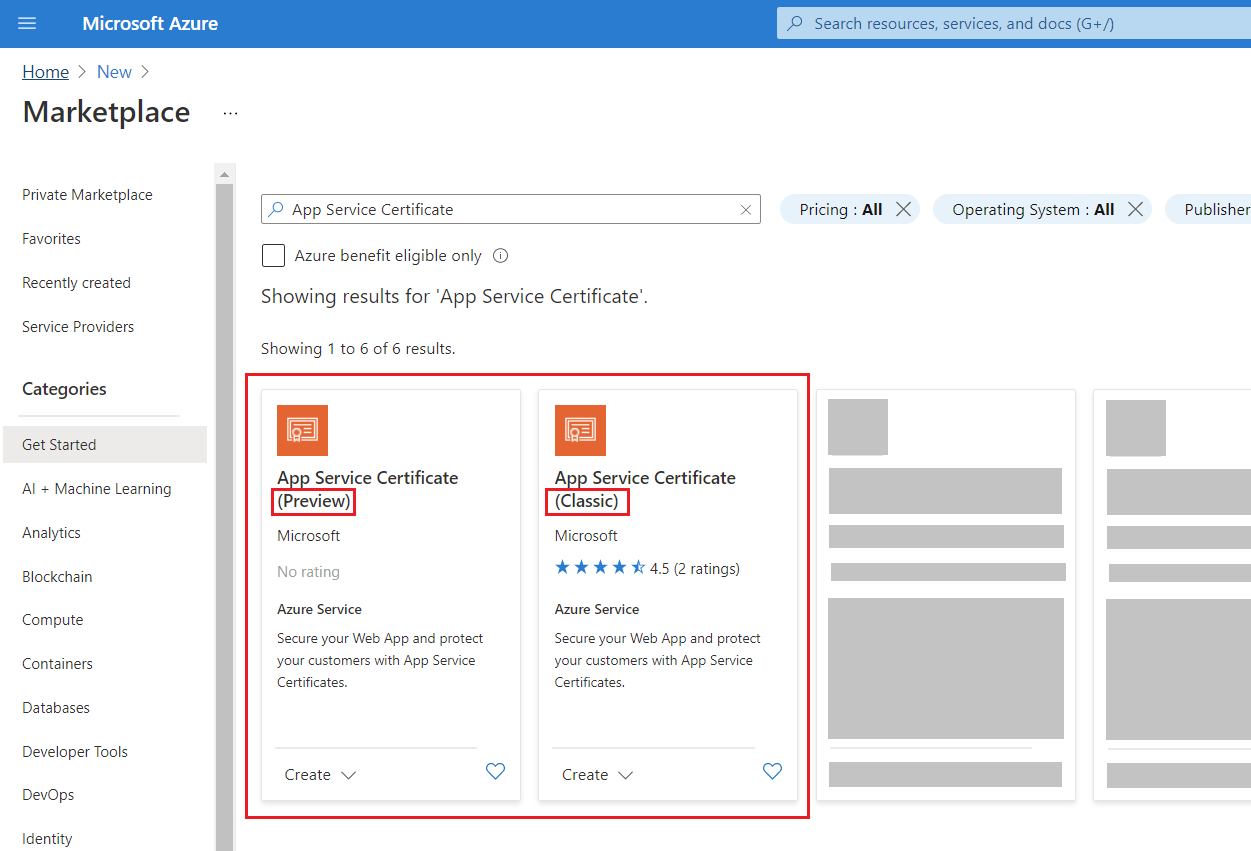 Microsoft Azure
Search resources, services, and docs (G+/)
Home
New
Marketplace
...
Private Marketplace
Favorites
Recently created
Service Providers
Categories
Get Started
AI + Machine Learning
Analytics
Blockchain
Compute
Containers
Databases
Developer Tools
DevOps
Identity
App Service Certificate
Pricing : All
Operating System : All
Publisher
Azure benefit eligible only
Showing results for 'App Service Certificate'.
Showing 1 to 6 of 6 results.
App Service Certificate
(Preview)
Microsoft
No rating
Azure Service
Secure your Web App and protect
your customers with App Service
Certificates.
Create
App Service Certificate
(Classic)
Microsoft
4.5 (2 ratings)
Azure Service
Secure your Web App and protect
your customers with App Service
Certificates.
Create